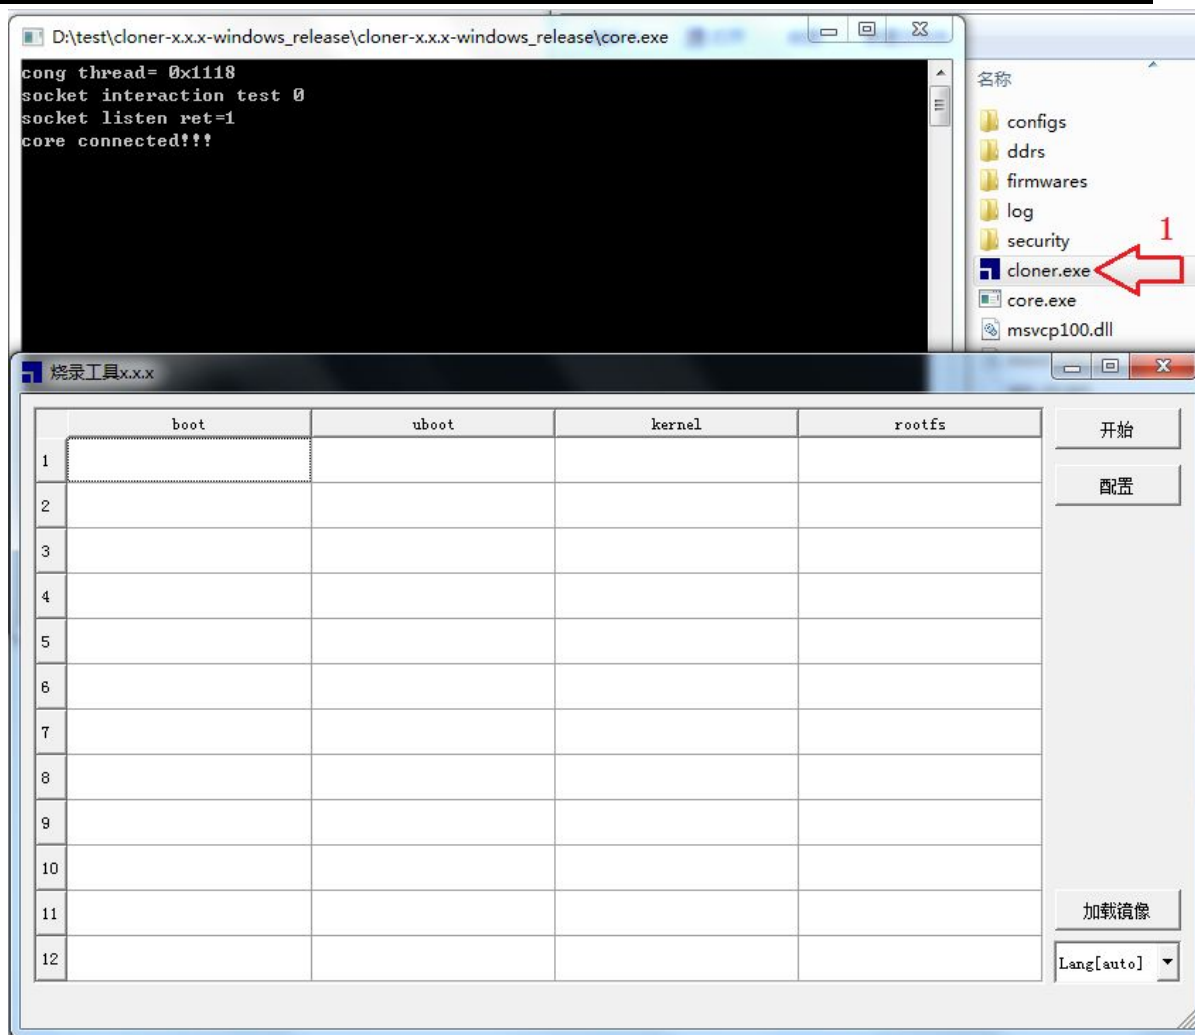 D:\test\cloner-x.x.x-windows_release\cloner-x.x.x-windows_release\core.exe
cong thread= 0x1118
socket interaction test 0
socket listen ret=1
core connected!!!
名称
configs
ddrs
firmwares
log
security
1
cloner.exe
core.exe
msvcp100.dll
烧录工具x.x.x
boot uboot kernel rootfs
开始
配置
1
2
3
4
5
6
7
8
9
10
11
12
加载镜像
Lang[auto]